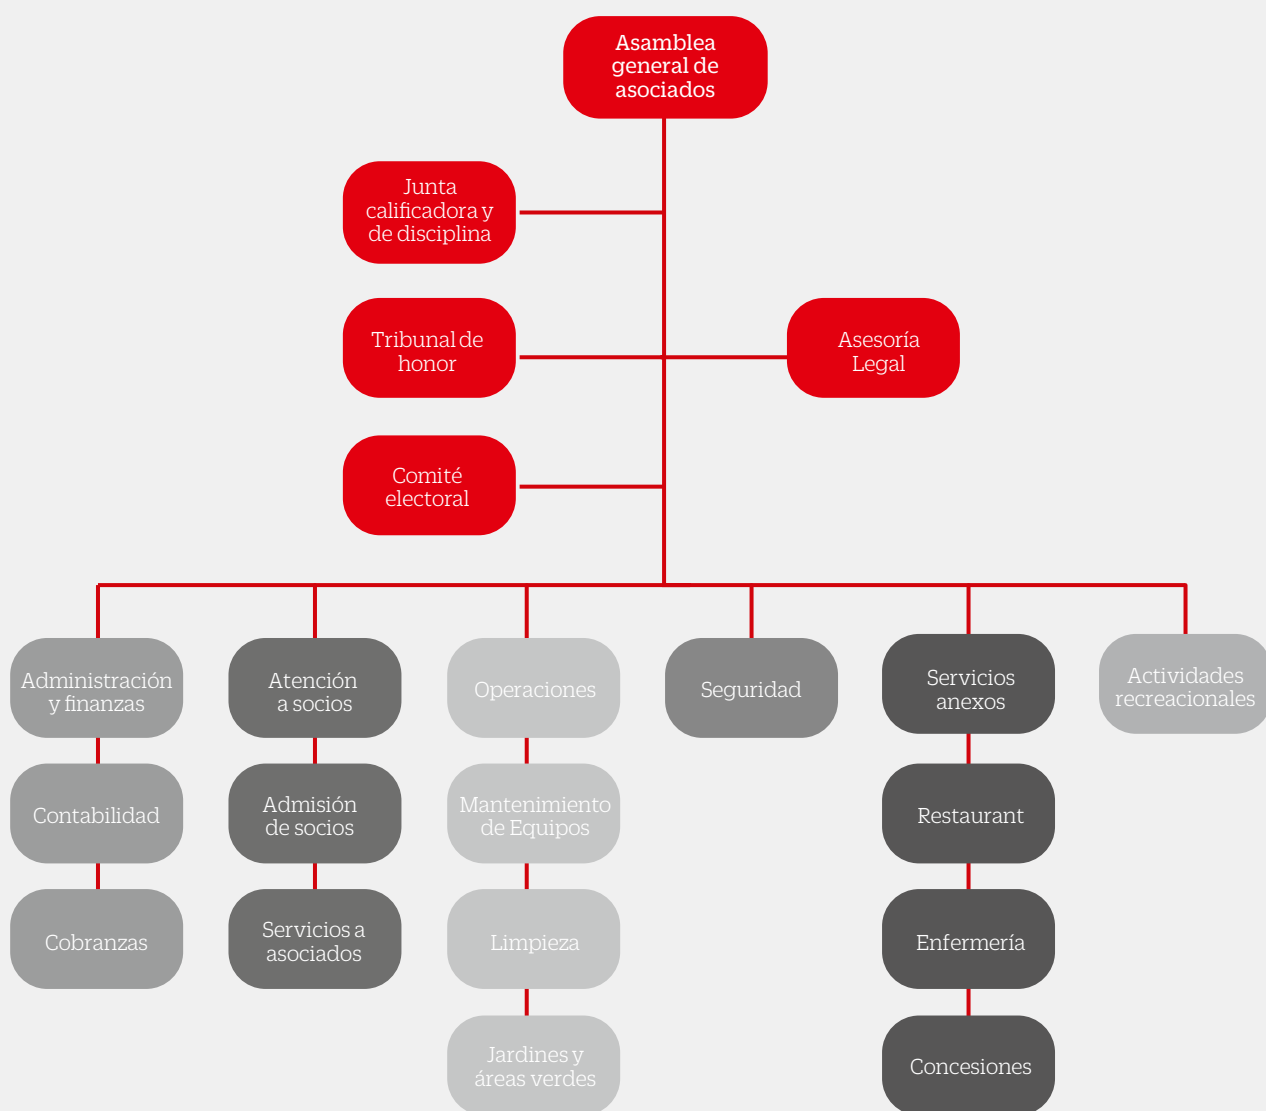 Asamblea
general de
asociados
Junta
calificadora y
de disciplina
Tribunal de
honor
Asesoría
Legal
Comité
electoral
Administración
y finanzas
Atención
a socios
Operaciones
Seguridad
Servicios
anexos
Actividades
recreacionales
Contabilidad
Admisión
de socios
Mantenimiento
de Equipos
Restaurant
Cobranzas
Servicios a
asociados
Limpieza
Enfermería
Jardines y
áreas verdes
Concesiones